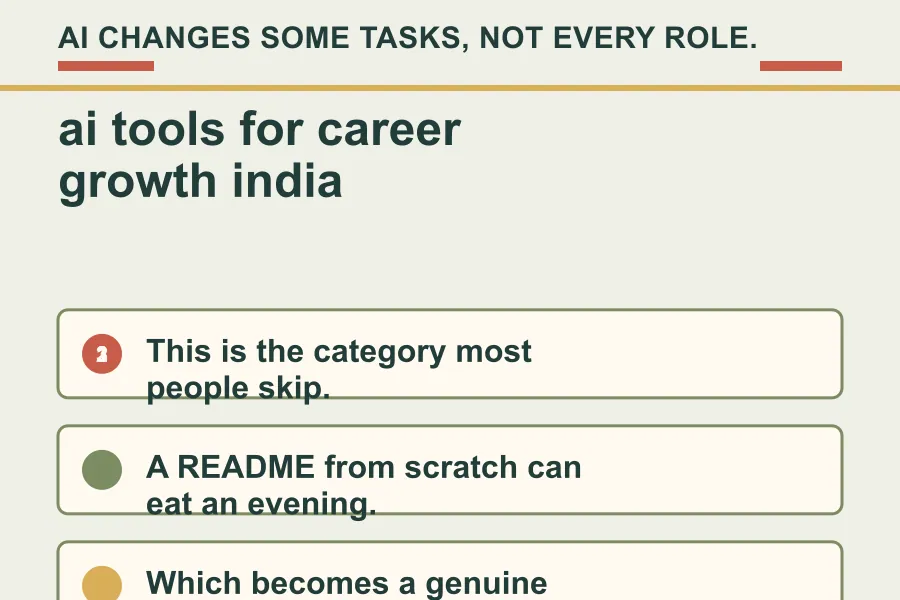 AI CHANGES SOME TASKS, NOT EVERY ROLE.
ai tools for career
growth india
This is the category most
people skip.
A README from scratch can
eat an evening.
Which becomes a genuine